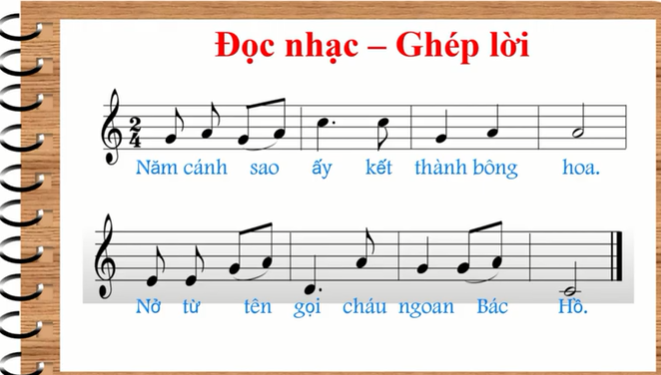 Đọc nhạc – Ghép lời
2
4
Năm cánh sao ấy kết thành bông hoa.
Nở từ tên gọi cháu ngoan Bác Hồ.